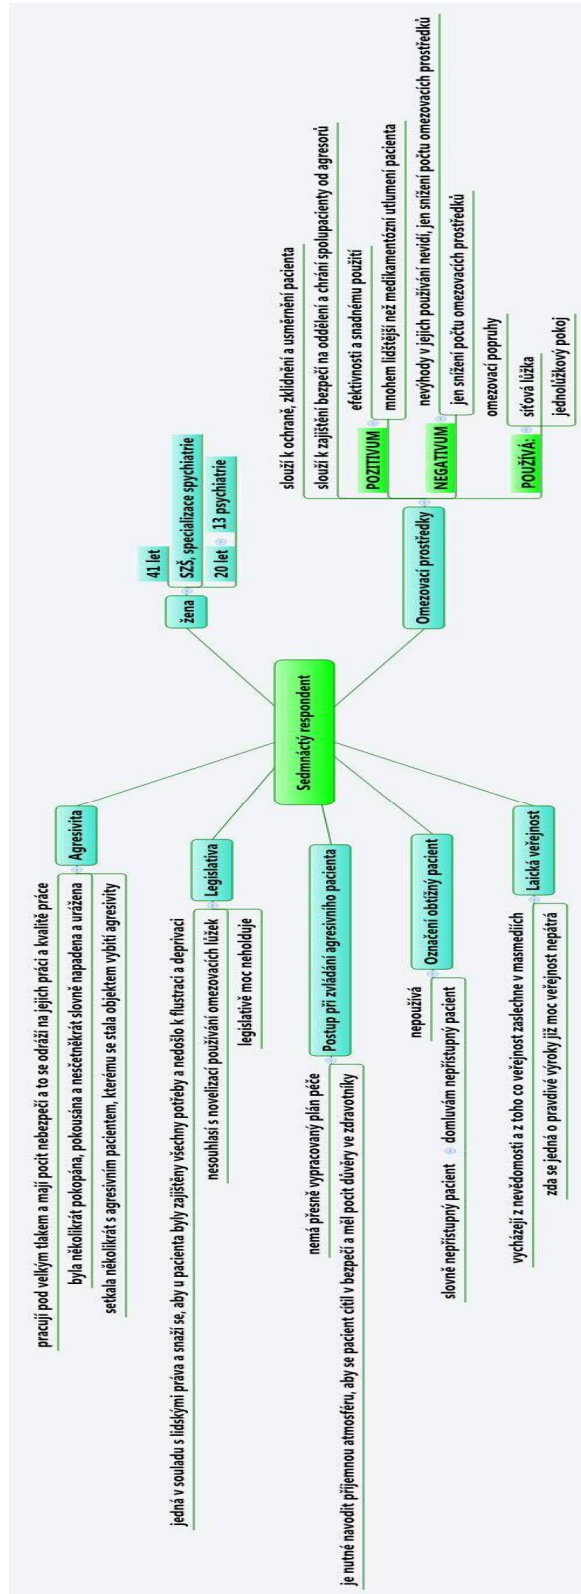 Sedmnáctý respondent
žena
41 let
SZŠ, specializace spychiatrie
20 let
13 psychiatrie
Omezovací prostředky
slouží k ochraně, zklidnění a usměrnění pacienta
slouží k zajištění bezpečí na oddělení a chrání spolupacienty od agresorů
POZITIVUM
efektivnosti a snadnému použití
mnohem lidštější než medikamentózní utlumení pacienta
NEGATIVUM
nevýhody v jejich používání nevidí, jen snížení počtu omezovacích prostředků
jen snížení počtu omezovacích prostředků
POUŽÍVÁ:
omezovací popruhy
síťová lůžka
jednolůžkový pokoj
Agresivita
pracují pod velkým tlakem a mají pocit nebezpečí a to se odráží na jejich práci a kvalitě práce
byla několikrát pokopána, pokousána a nesčetněkrát slovně napadena a urážena
setkala několikrát s agresivním pacientem, kterému se stala objektem vybití agresivity
Legislativa
jedná v souladu s lidskými práva a snaží se, aby u pacienta byly zajištěny všechny potřeby a nedošlo k flustraci a deprivaci
nesouhlasí s novelizací používání omezovacích lůžek
legislativě moc neholduje
Postup při zvládání agresivního pacienta
nemá přesně vypracovaný plán péče
je nutné navodit příjemnou atmosféru, aby se pacient cítil v bezpečí a měl pocit důvěry ve zdravotníky
Označení obtížný pacient
nepoužívá
slovně nepřístupný pacient
domluvám nepřístupný pacient
Laická veřejnost
vycházejí z nevědomosti a z toho co veřejnost zaslechne v masmediích
zda se jedná o pravdivé výroky již moc veřejnost nepátrá